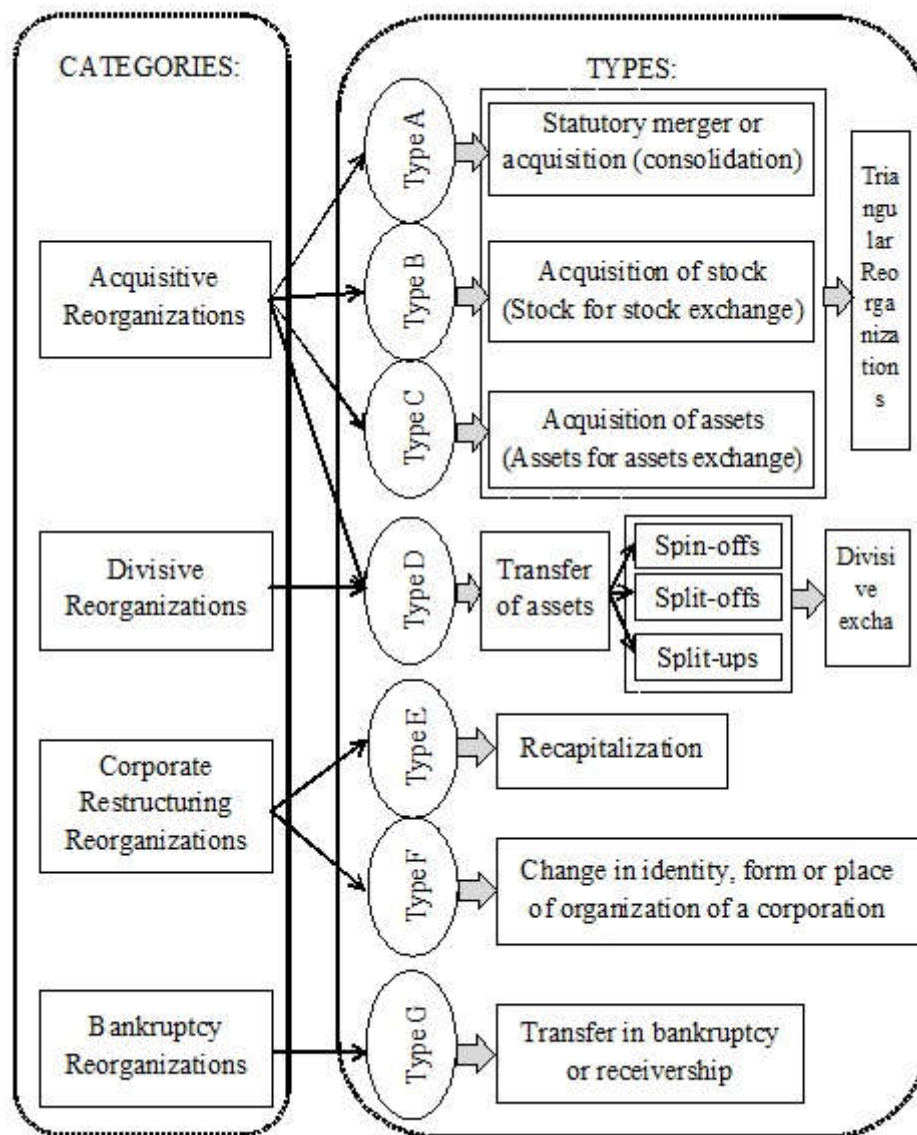 CATEGORIES:
TYPES:
Acquisitive
Reorganizations
Divisive
Reorganizations
Corporate
Restructuring
Reorganizations
Bankruptcy
Reorganizations
Type A
Statutory merger or
acquisition (consolidation)
Type B
Acquisition of stock
(Stock for stock exchange)
Type C
Acquisition of assets
(Assets for assets exchange)
Tria
ngu
lar
Reo
rga
niza
tion
s
Type D
Transfer
of assets
Spin-offs
Split-offs
Split-ups
Divisi
ve
excha
Type E
Recapitalization
Type F
Change in identity, form or place
of organization of a corporation
Type G
Transfer in bankruptcy
or receivership